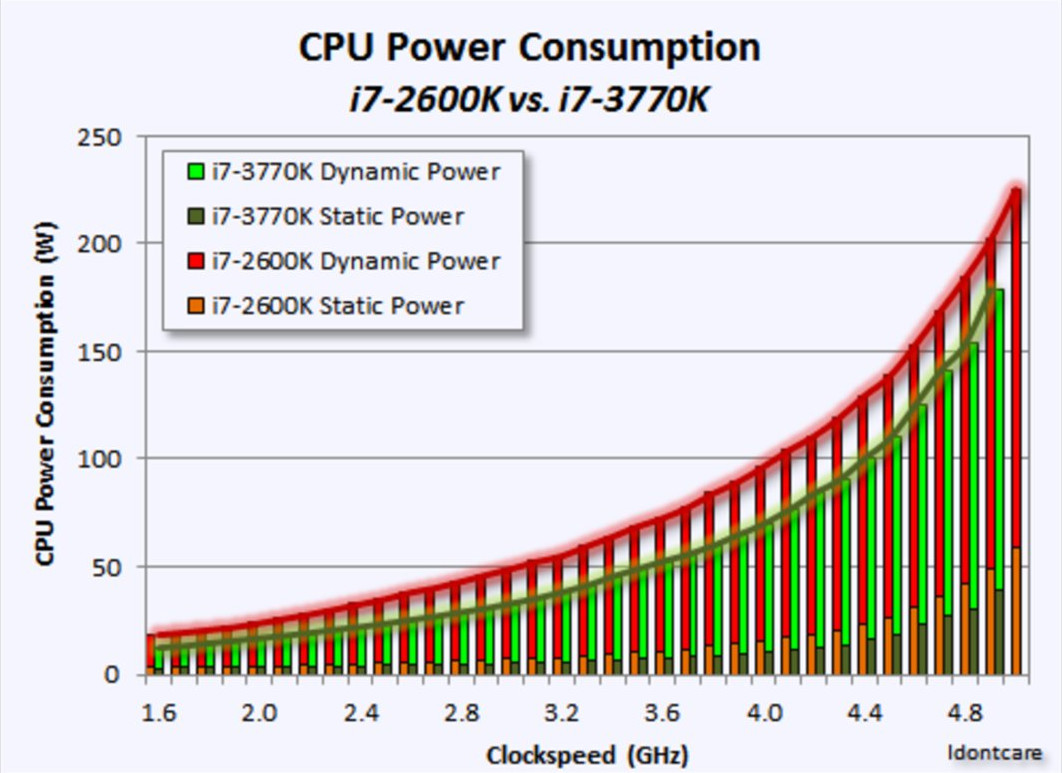 CPU Power Consumption
i7-2600K vs. i7-3770K
250
200
150
100
50
0
CPU Power Consumption (W)
i7-3770K Dynamic Power
i7-3770K Static Power
i7-2600K Dynamic Power
i7-2600K Static Power
1.6 2.0 2.4 2.8 3.2 3.6 4.0 4.4 4.8
Clockspeed (GHz)
Idontcare